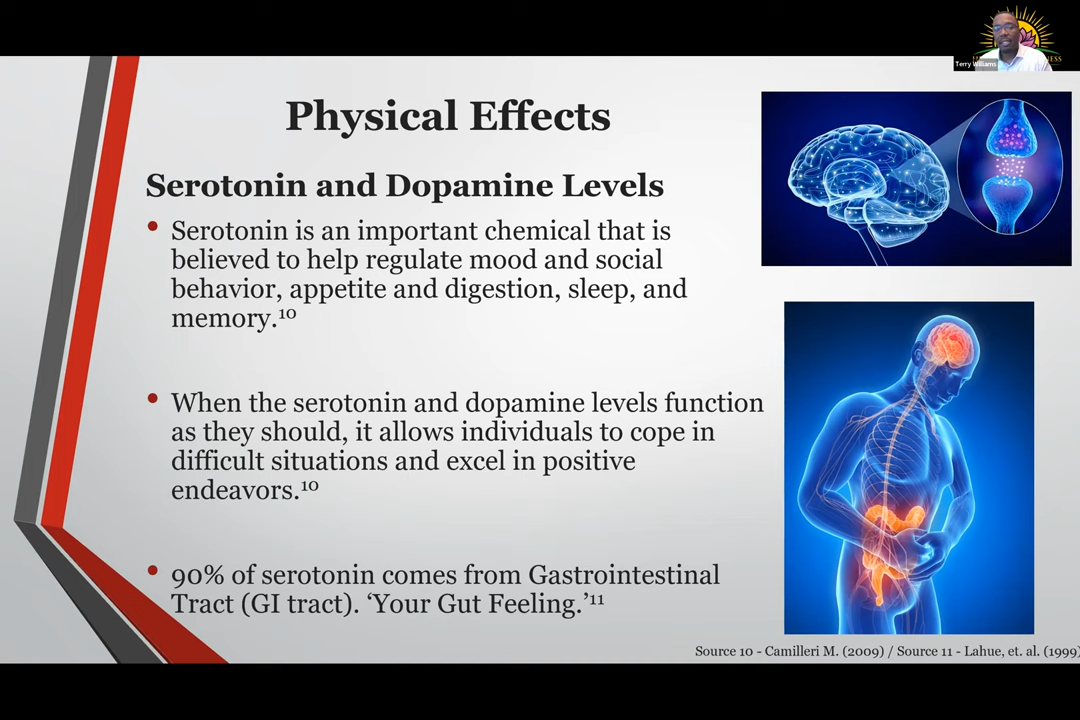 Terry Williams
NESS
Physical Effects
Serotonin and Dopamine Levels
• Serotonin is an important chemical that is
believed to help regulate mood and social
behavior, appetite and digestion, sleep, and
memory.¹⁰
• When the serotonin and dopamine levels function
as they should, it allows individuals to cope in
difficult situations and excel in positive
endeavors.¹⁰
• 90% of serotonin comes from Gastrointestinal
Tract (GI tract). ‘Your Gut Feeling.’¹¹
Source 10 - Camilleri M. (2009) / Source 11 - Lahue, et. al. (1999)